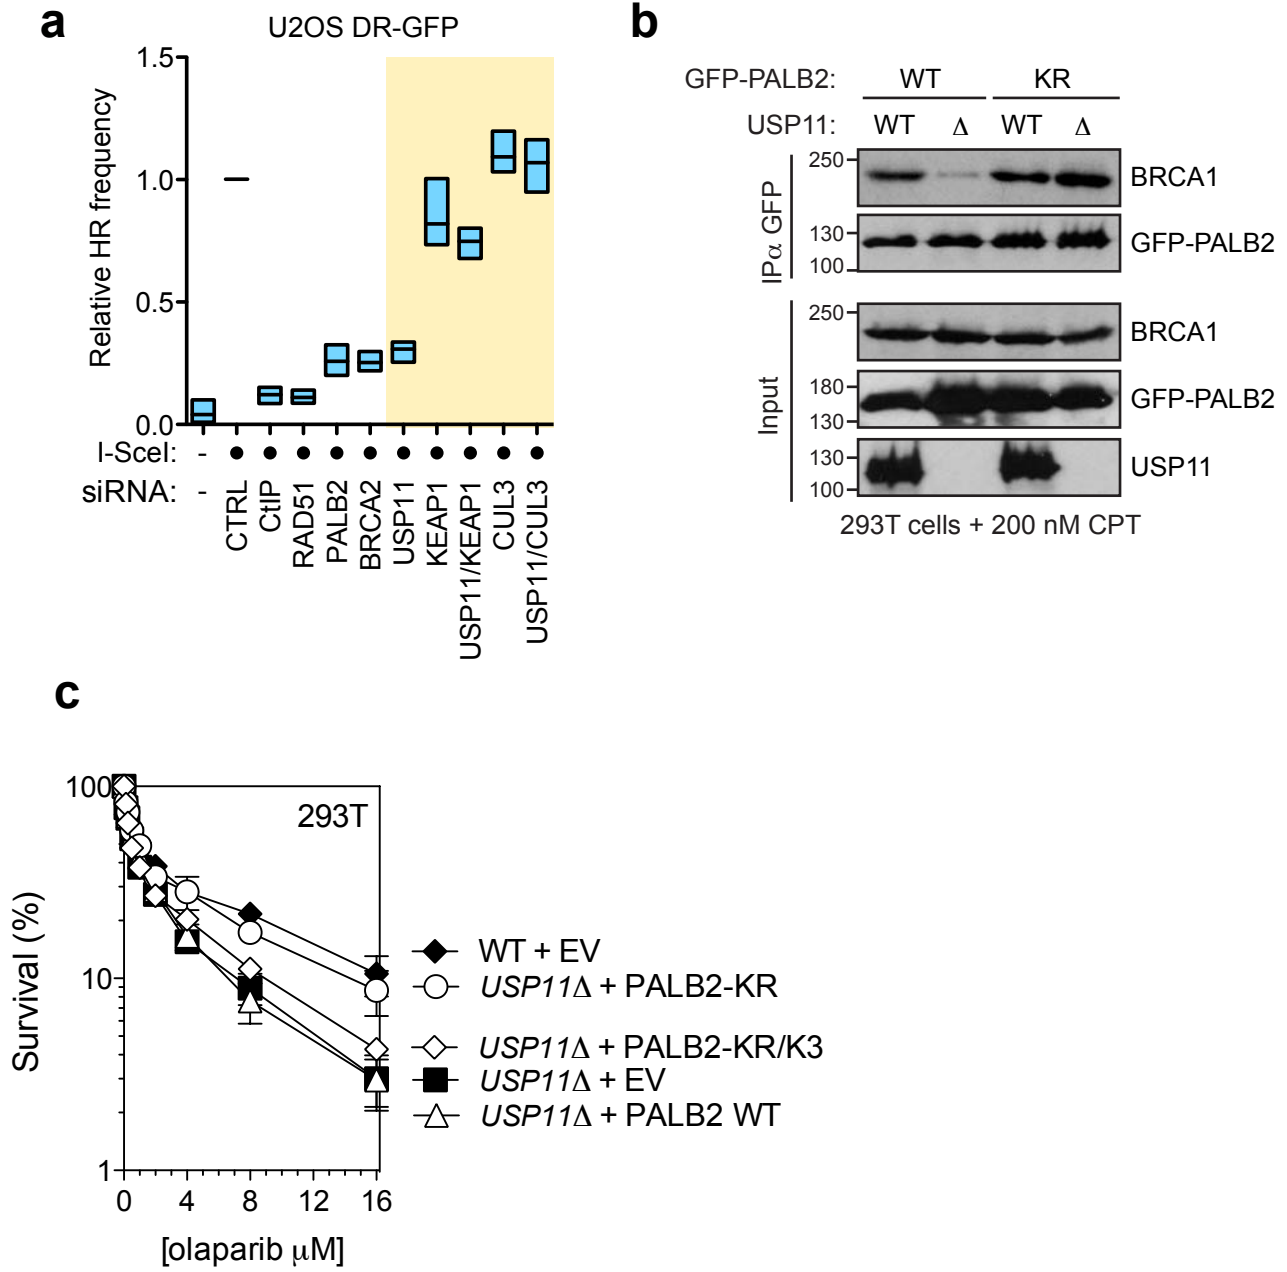 a
U2OS DR-GFP
Relative HR frequency
1.5
1.0
0.5
0.0
I-SceI: - ● ● ● ● ● ● ● ● ● ●
siRNA: - CTRL CtIP RAD51 PALB2 BRCA2 USP11 KEAP1 USP11/KEAP1 CUL3 USP11/CUL3
b
GFP-PALB2: WT KR
USP11: WT Δ WT Δ
IPα GFP
250 BRCA1
130 GFP-PALB2
100
Input
250 BRCA1
180 GFP-PALB2
130
130 USP11
100
293T cells + 200 nM CPT
c
293T
Survival (%)
100
10
1
0 4 8 12 16
[olaparib μM]
WT + EV
USP11Δ + PALB2-KR
USP11Δ + PALB2-KR/K3
USP11Δ + EV
USP11Δ + PALB2 WT